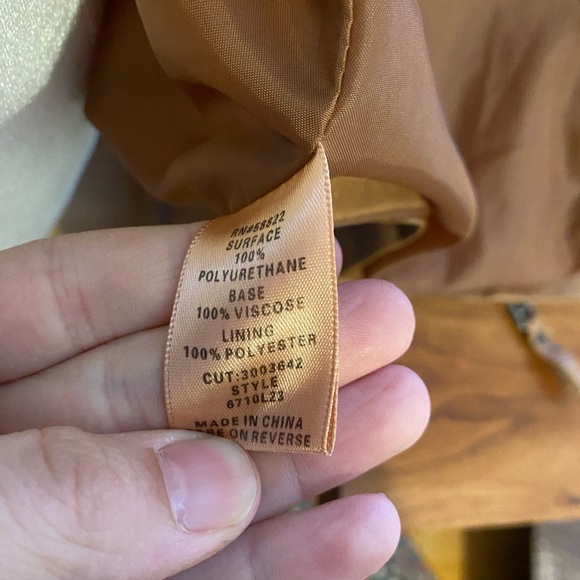 RN#58822
SURFACE
100%
POLYURETHANE
BASE
100% VISCOSE
LINING
100% POLYESTER
CUT:3003642
STYLE
6710L23
MADE IN CHINA
ON REVERSE